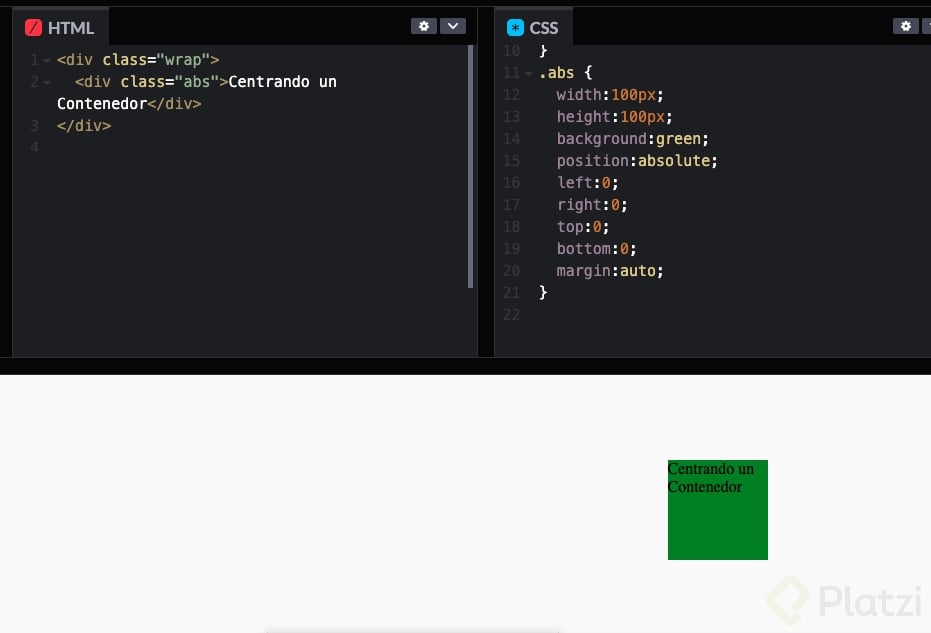 HTML
1 <div class="wrap">
2 <div class="abs">Centrando un
Contenedor</div>
3 </div>
4
CSS
10 }
11 .abs {
12 width:100px;
13 height:100px;
14 background:green;
15 position:absolute;
16 left:0;
17 right:0;
18 top:0;
19 bottom:0;
20 margin:auto;
21 }
22
Centrando un
Contenedor
Platzi